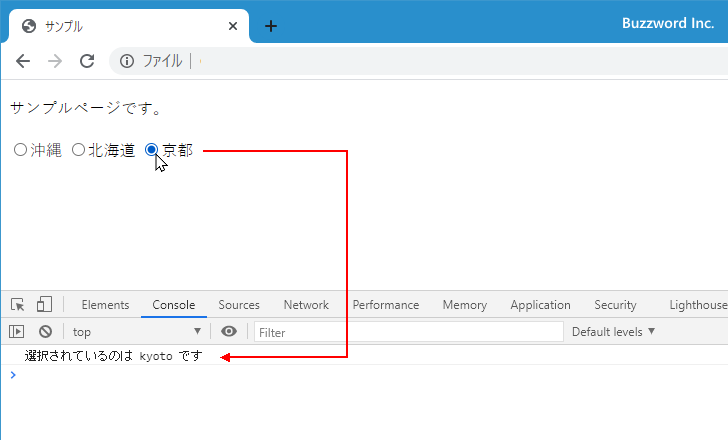 サンプル
Buzzword Inc.
ファイル
サンプルページです。
沖縄 北海道 京都
Elements Console Sources Network Performance Memory Application Security Lighthouse
top Filter Default levels
選択されているのは kyoto です